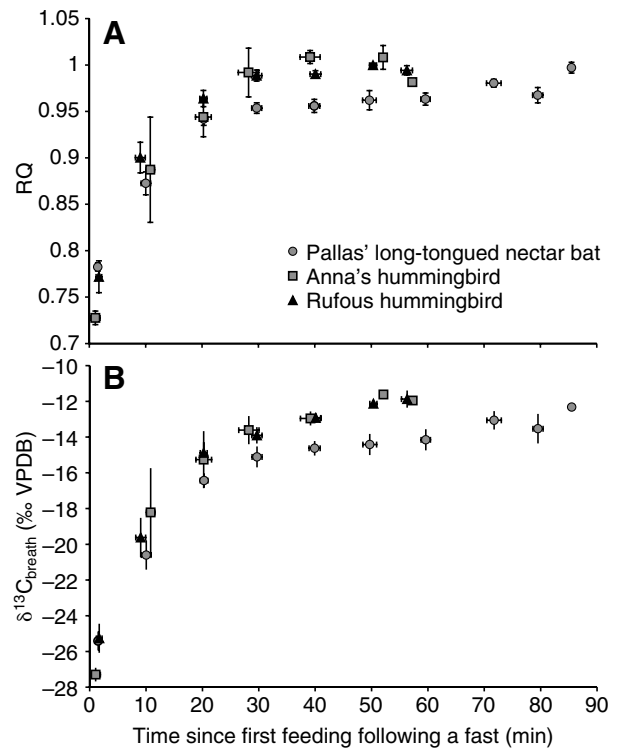 A
1.05
1
0.95
0.9
0.85
0.8
0.75
0.7
RQ
Pallas' long-tongued nectar bat
Anna's hummingbird
Rufous hummingbird
B
−10
−12
−14
−16
−18
−20
−22
−24
−26
−28
δ¹³C_breath (‰ VPDB)
0 10 20 30 40 50 60 70 80 90
Time since first feeding following a fast (min)